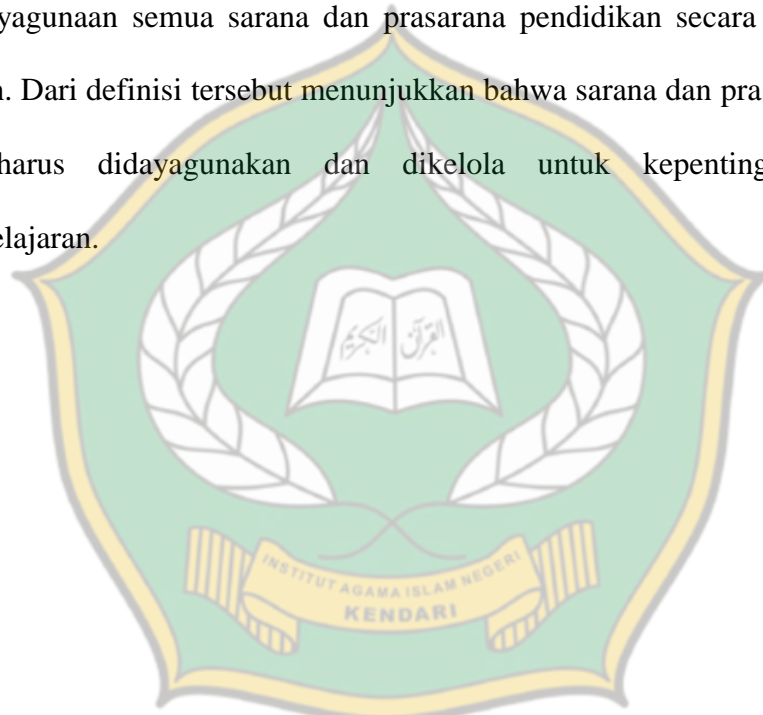 yagunaan semua sarana dan prasarana pendidikan secara
n. Dari definisi tersebut menunjukkan bahwa sarana dan pra
harus didayagunakan dan dikelola untuk kepenting
elajaran.
القرآن الكريم
INSTITUT AGAMA ISLAM NEGERI
KENDARI